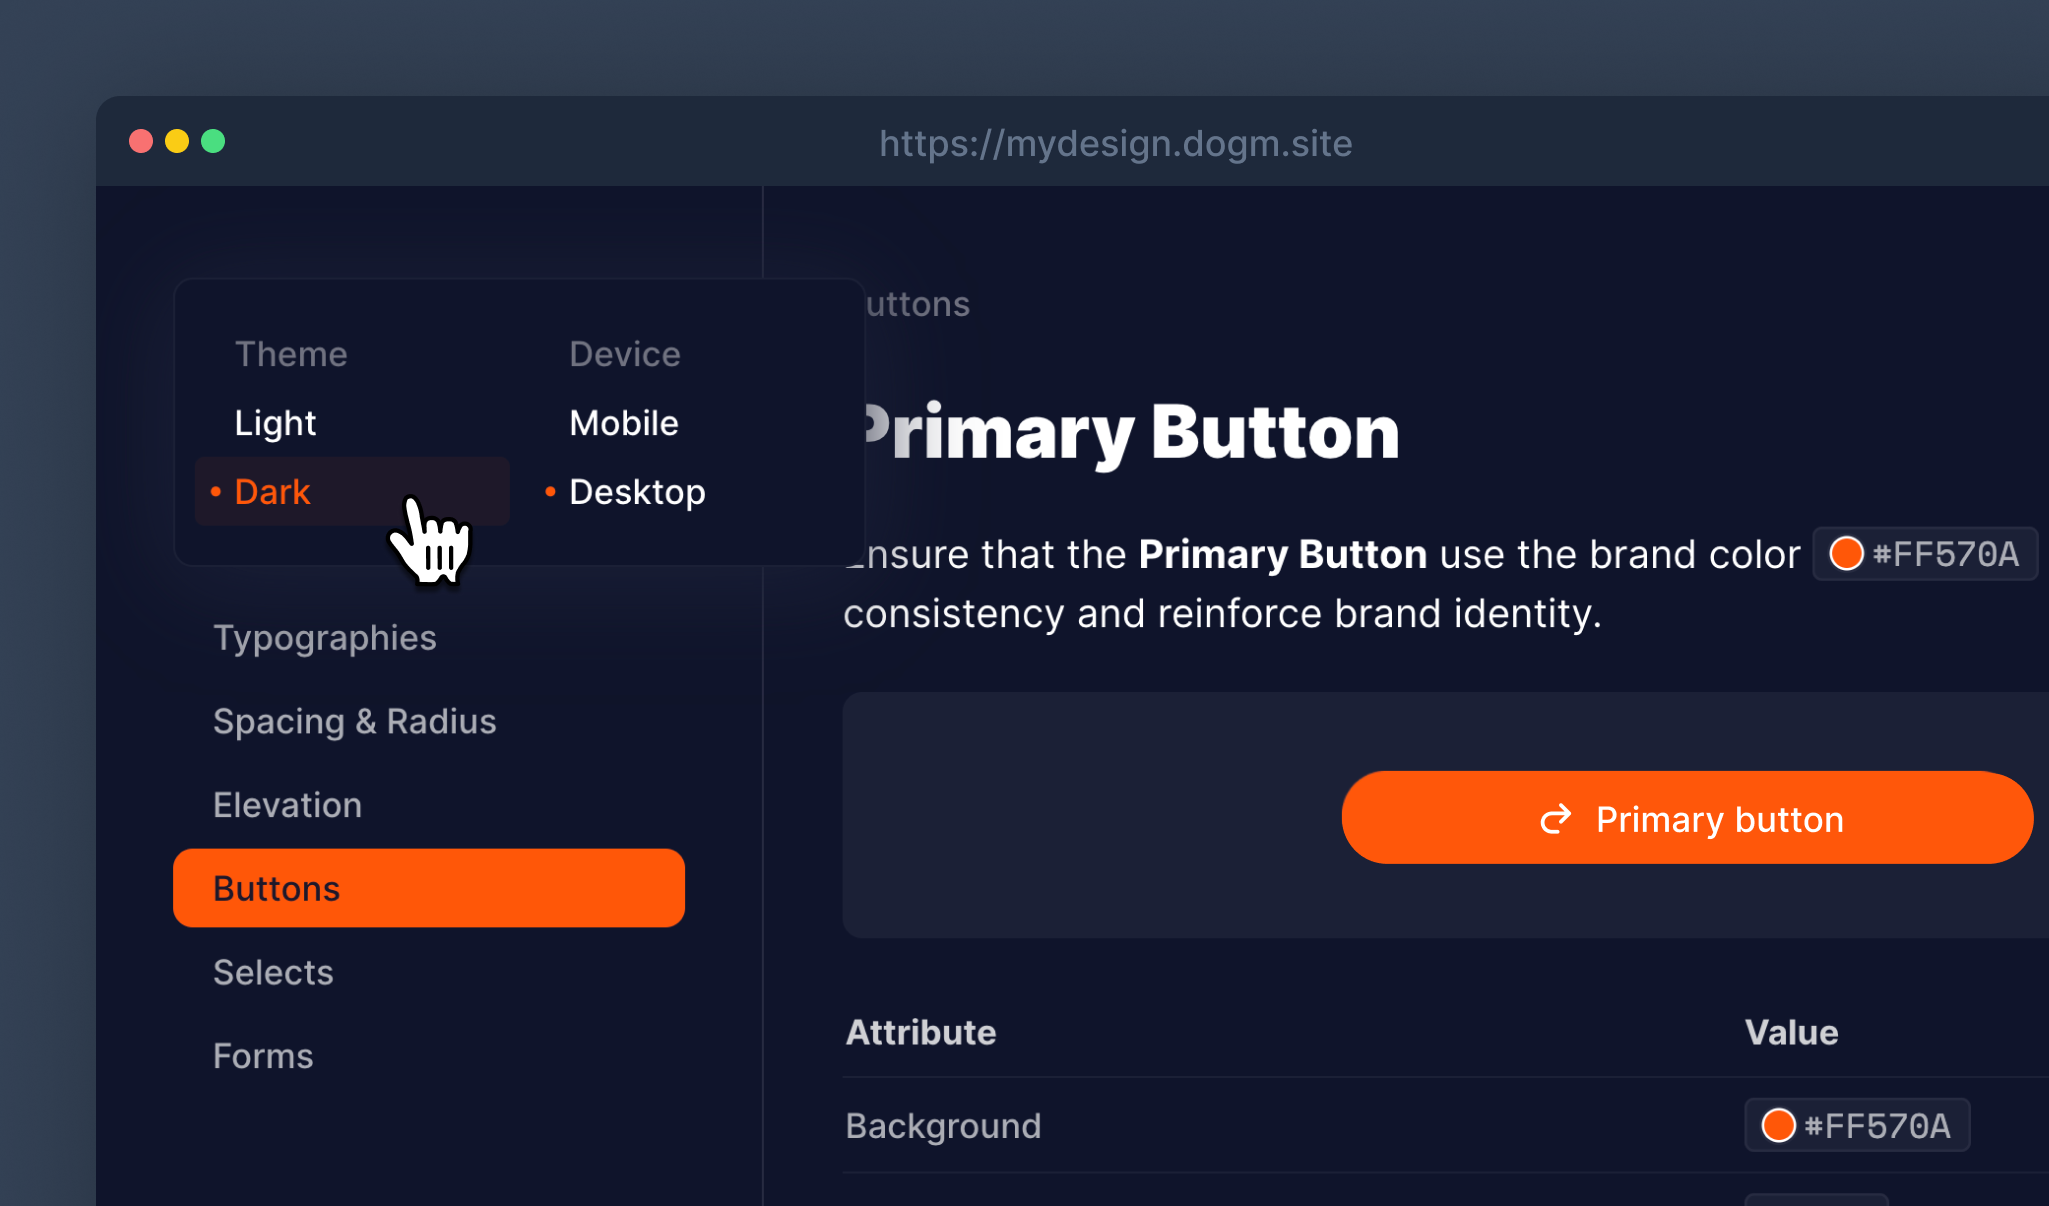 https://mydesign.dogm.site
Theme
Light
Dark
Device
Mobile
Desktop
Typographies
Spacing & Radius
Elevation
Buttons
Selects
Forms
uttons
Primary Button
Ensure that the Primary Button use the brand color #FF570A
consistency and reinforce brand identity.
Primary button
Attribute Value
Background #FF570A